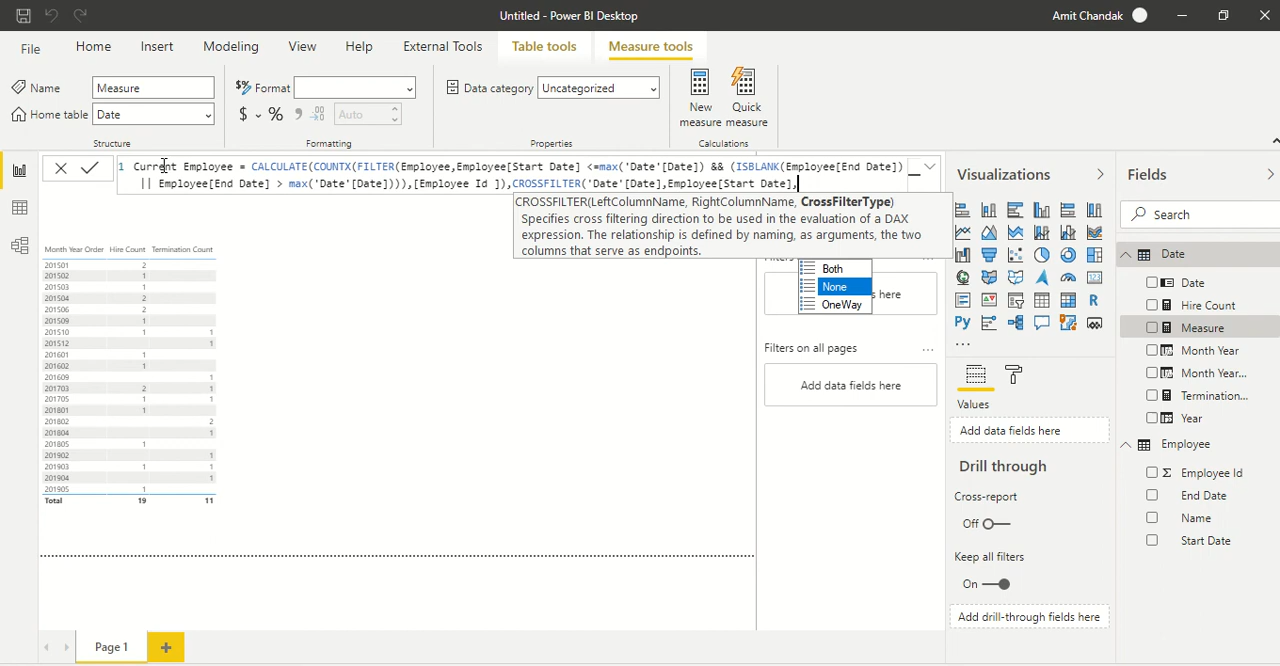 Untitled - Power BI Desktop
Amit Chandak
File Home Insert Modeling View Help External Tools Table tools Measure tools
Name Measure
Home table Date
Structure
Format
$ % Auto
Formatting
Data category Uncategorized
Properties
New measure
Quick measure
Calculations
1 Current Employee = CALCULATE(COUNTX(FILTER(Employee,Employee[Start Date] <=max('Date'[Date]) && (ISBLANK(Employee[End Date])
|| Employee[End Date] > max('Date'[Date]))),[Employee Id ]),CROSSFILTER('Date'[Date],Employee[Start Date],
CROSSFILTER(LeftColumnName, RightColumnName, CrossFilterType)
Specifies cross filtering direction to be used in the evaluation of a DAX
expression. The relationship is defined by naming, as arguments, the two
columns that serve as endpoints.
Both
None
OneWay
Month Year Order Hire Count Termination Count
201501 2
201502 1
201503 1
201504 2
201506 2
201509 1
201510 1 1
201512 1
201601 1
201602 1
201609 1
201703 2 1
201705 1 1
201801 1
201802 2
201804 1
201805 1
201902 1
201903 1 1
201904 1
201905 1
Total 19 11
s here
Filters on all pages ...
Add data fields here
Visualizations
R
Py
...
Values
Add data fields here
Drill through
Cross-report
Off
Keep all filters
On
Add drill-through fields here
Fields
Search
Date
Date
Hire Count
Measure
Month Year
Month Year...
Termination...
Year
Employee
Σ Employee Id
End Date
Name
Start Date
Page 1 +